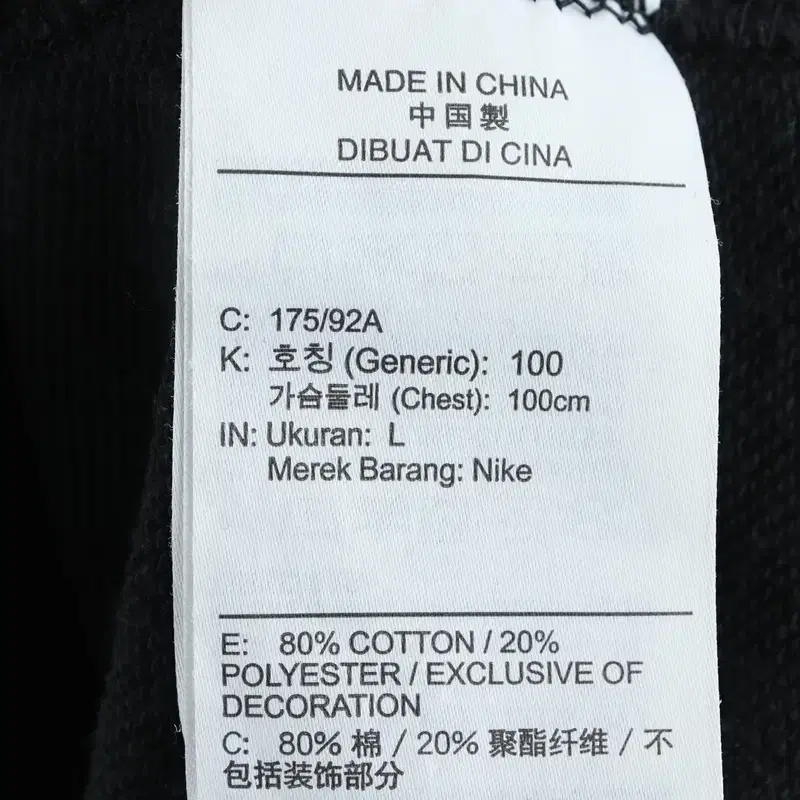 MADE IN CHINA
中国製
DIBUAT DI CINA
C: 175/92A
K: 호칭 (Generic): 100
가슴둘레 (Chest): 100cm
IN: Ukuran: L
Merek Barang: Nike
E: 80% COTTON / 20%
POLYESTER / EXCLUSIVE OF
DECORATION
C: 80% 棉 / 20% 聚酯纤维 / 不
包括装饰部分